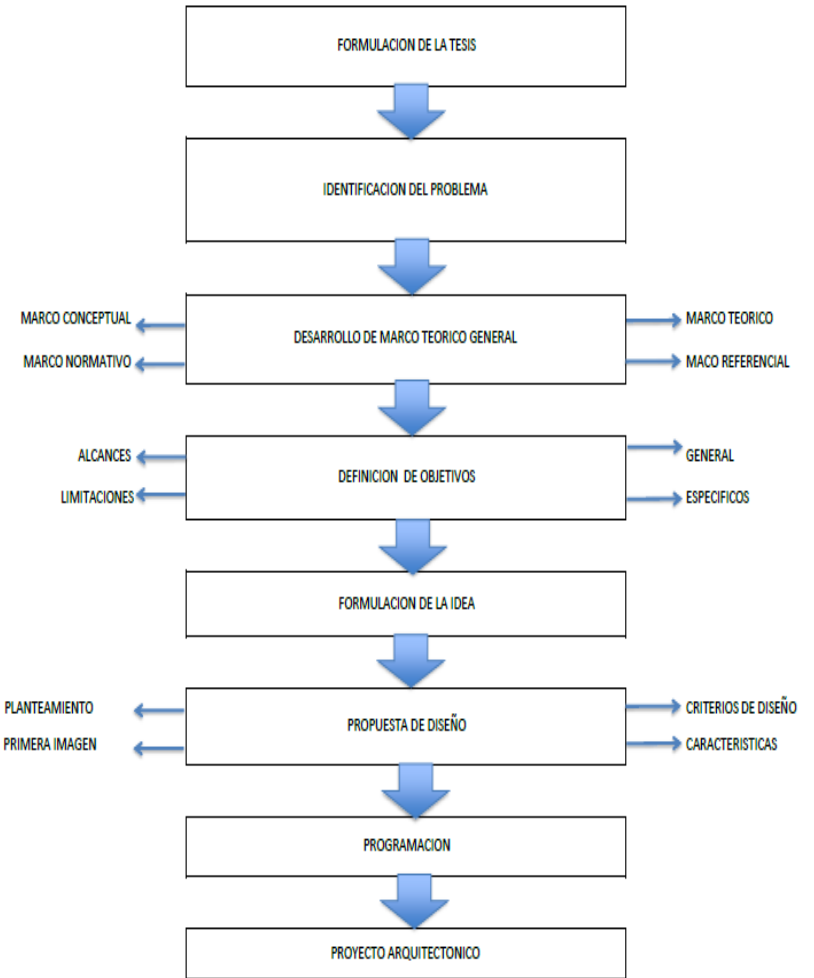 FORMULACION DE LA TESIS
IDENTIFICACION DEL PROBLEMA
MARCO CONCEPTUAL
MARCO TEORICO
DESARROLLO DE MARCO TEORICO GENERAL
MARCO NORMATIVO
MACO REFERENCIAL
ALCANCES
GENERAL
DEFINICION DE OBJETIVOS
LIMITACIONES
ESPECIFICOS
FORMULACION DE LA IDEA
PLANTEAMIENTO
CRITERIOS DE DISEÑO
PROPUESTA DE DISEÑO
PRIMERA IMAGEN
CARACTERISTICAS
PROGRAMACION
PROYECTO ARQUITECTONICO